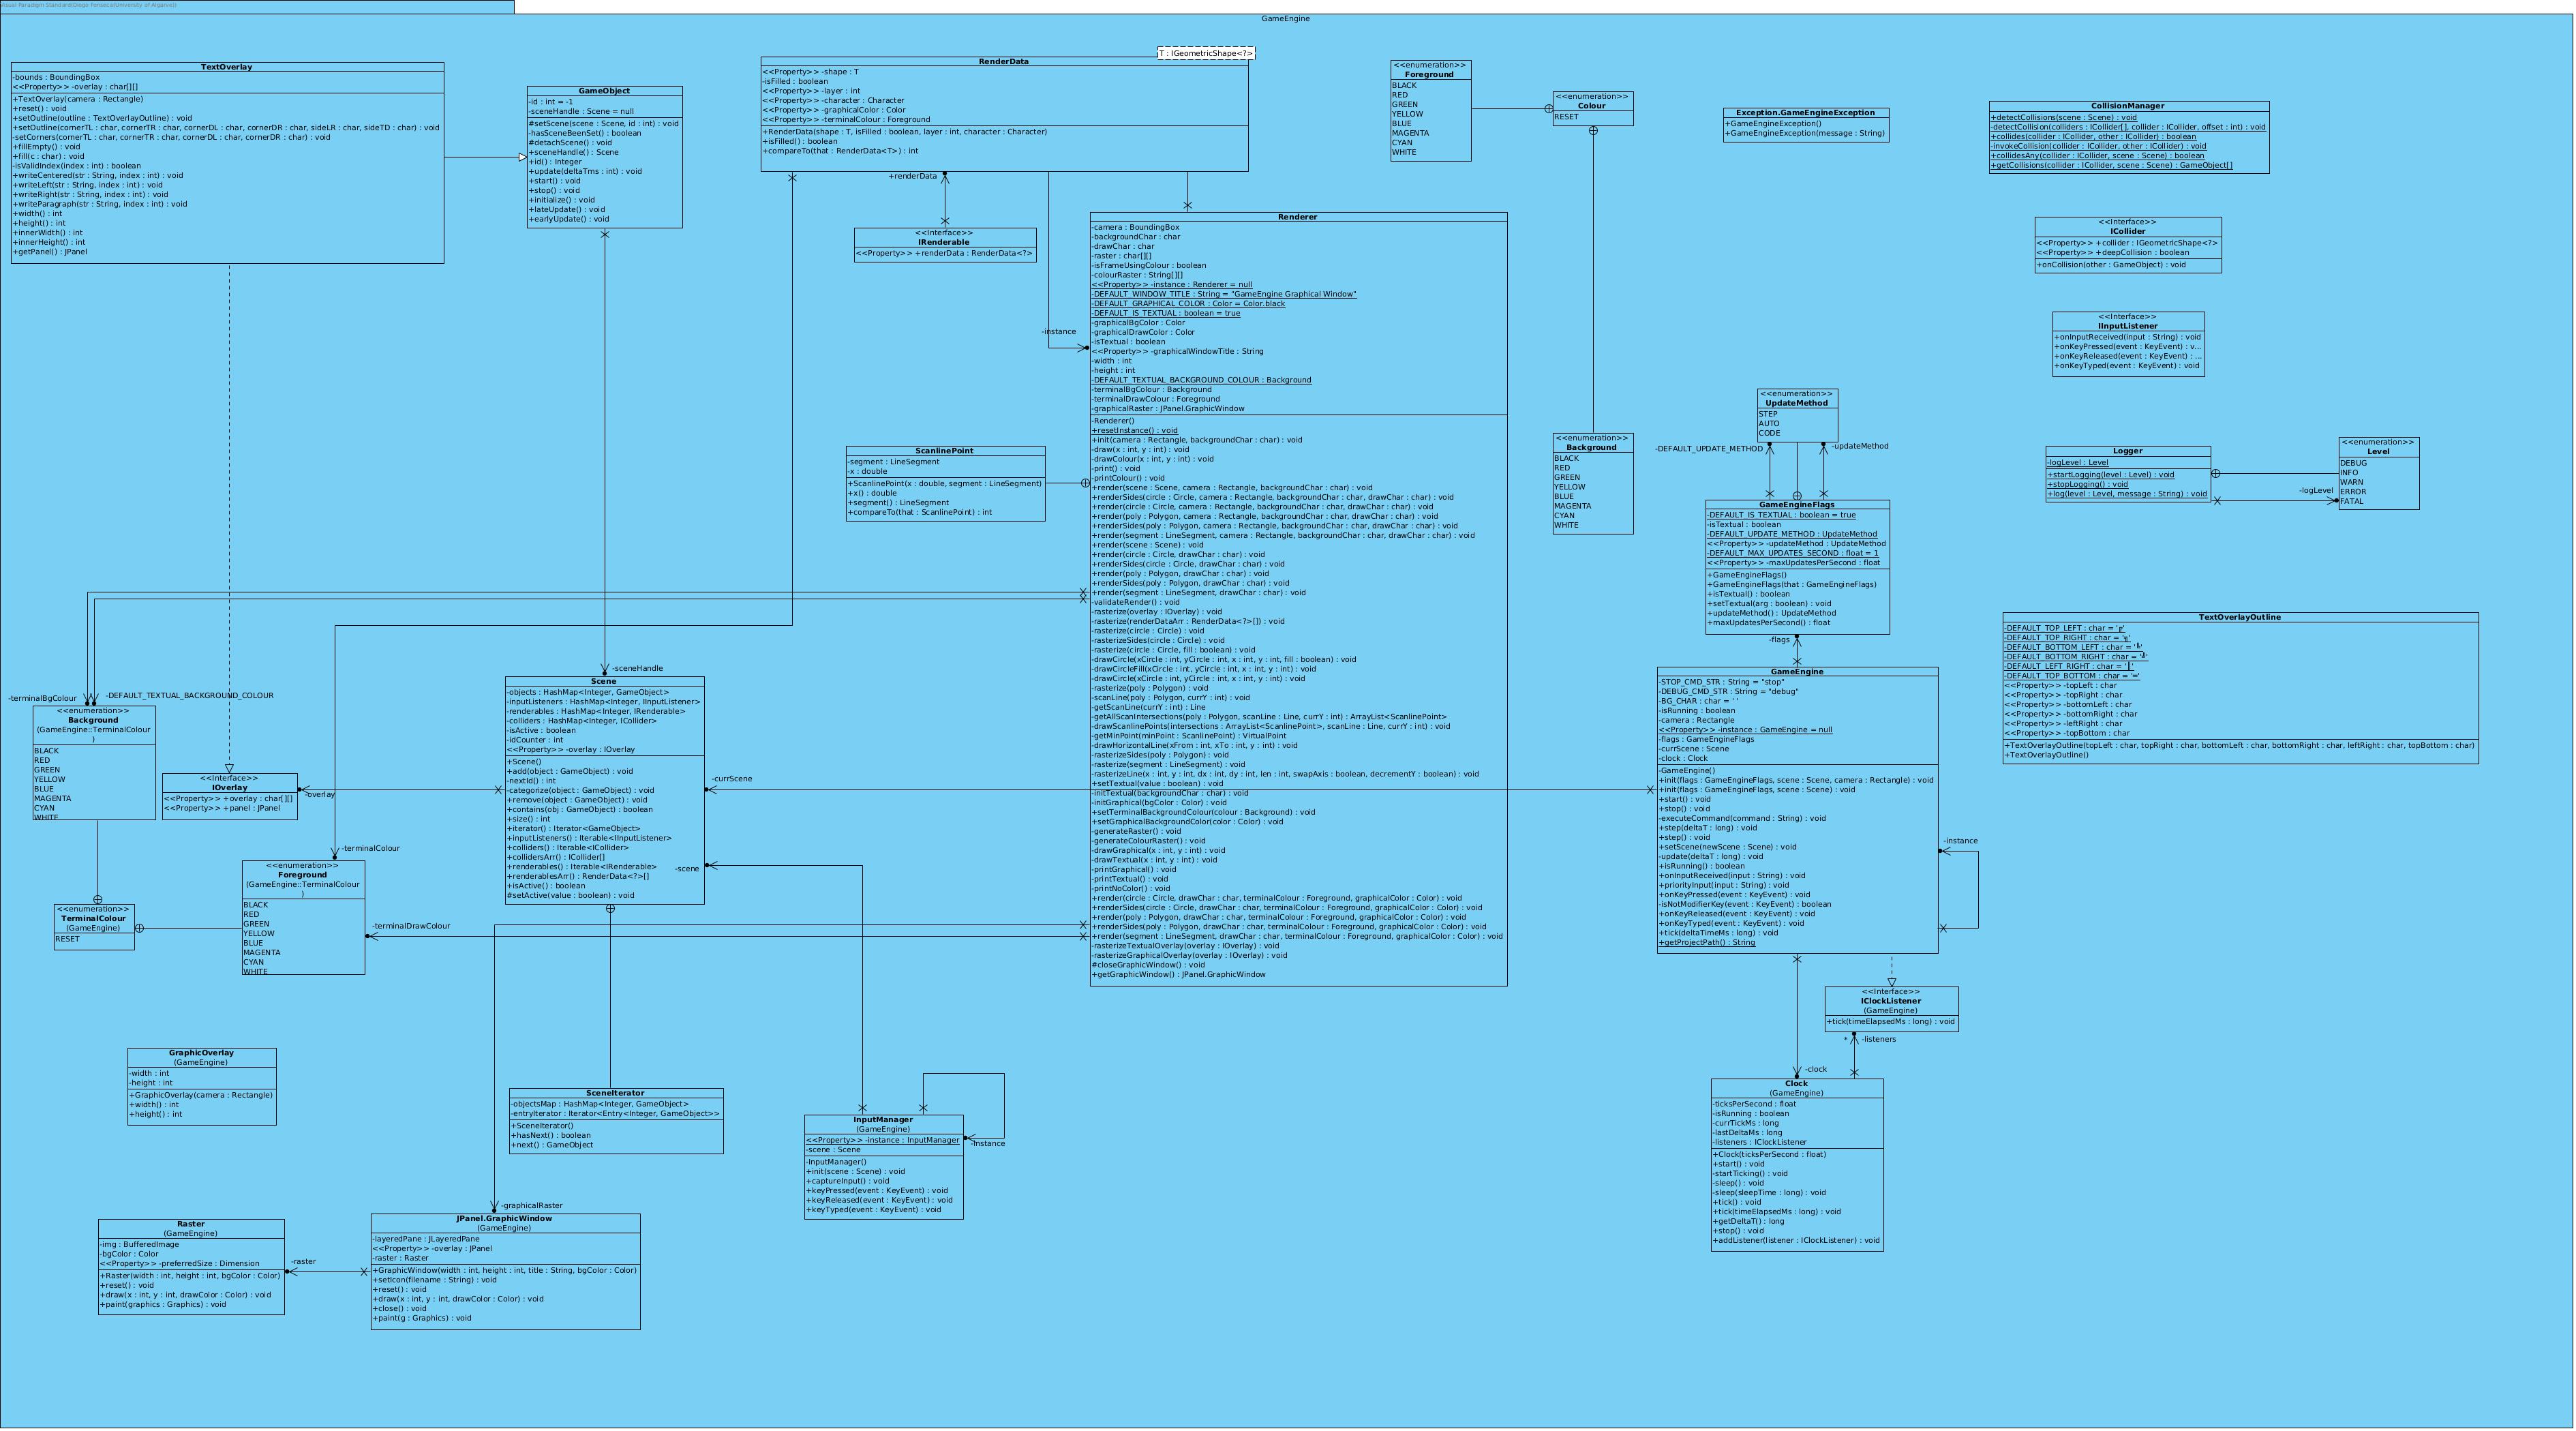 Visual Paradigm Standard(Diogo Fonseca(University of Algarve))
GameEngine
TextOverlay
-bounds : BoundingBox
<<Property>> -overlay : char[][]
+TextOverlay(camera : Rectangle)
+reset() : void
+setOutline(outline : TextOverlayOutline) : void
+setOutline(cornerTL : char, cornerTR : char, cornerDL : char, cornerDR : char, sideLR : char, sideTD : char) : void
-setCorners(cornerTL : char, cornerTR : char, cornerDL : char, cornerDR : char) : void
+fillEmpty() : void
+fill(c : char) : void
-isValidIndex(index : int) : boolean
+writeCentered(str : String, index : int) : void
+writeLeft(str : String, index : int) : void
+writeRight(str : String, index : int) : void
+writeParagraph(str : String, index : int) : void
+width() : int
+height() : int
+innerWidth() : int
+innerHeight() : int
+getPanel() : JPanel
GameObject
-id : int = -1
-sceneHandle : Scene = null
#setScene(scene : Scene, id : int) : void
-hasSceneBeenSet() : boolean
#detachScene() : void
+sceneHandle() : Scene
+id() : Integer
+update(deltaTms : int) : void
+start() : void
+stop() : void
+initialize() : void
+lateUpdate() : void
+earlyUpdate() : void
T : IGeometricShape<?>
RenderData
<<Property>> -shape : T
-isFilled : boolean
<<Property>> -layer : int
<<Property>> -character : Character
<<Property>> -graphicalColor : Color
<<Property>> -terminalColour : Foreground
+RenderData(shape : T, isFilled : boolean, layer : int, character : Character)
+isFilled() : boolean
+compareTo(that : RenderData<T>) : int
+renderData
<<Interface>>
IRenderable
<<Property>> +renderData : RenderData<?>
-instance
Renderer
-camera : BoundingBox
-backgroundChar : char
-drawChar : char
-raster : char[][]
-isFrameUsingColour : boolean
-colourRaster : String[][]
<<Property>> -instance : Renderer = null
-DEFAULT_WINDOW_TITLE : String = "GameEngine Graphical Window"
-DEFAULT_GRAPHICAL_COLOR : Color = Color.black
-DEFAULT_IS_TEXTUAL : boolean = true
-graphicalBgColor : Color
-graphicalDrawColor : Color
-isTextual : boolean
<<Property>> -graphicalWindowTitle : String
-width : int
-height : int
-DEFAULT_TEXTUAL_BACKGROUND_COLOUR : Background
-terminalBgColour : Background
-terminalDrawColour : Foreground
-graphicalRaster : JPanel.GraphicWindow
-Renderer()
+resetInstance() : void
+init(camera : Rectangle, backgroundChar : char) : void
-draw(x : int, y : int) : void
-drawColour(x : int, y : int) : void
-print() : void
-printColour() : void
+render(scene : Scene, camera : Rectangle, backgroundChar : char) : void
+renderSides(circle : Circle, camera : Rectangle, backgroundChar : char, drawChar : char) : void
+render(circle : Circle, camera : Rectangle, backgroundChar : char, drawChar : char) : void
+render(poly : Polygon, camera : Rectangle, backgroundChar : char, drawChar : char) : void
+renderSides(poly : Polygon, camera : Rectangle, backgroundChar : char, drawChar : char) : void
+render(segment : LineSegment, camera : Rectangle, backgroundChar : char, drawChar : char) : void
+render(scene : Scene) : void
+render(circle : Circle, drawChar : char) : void
+renderSides(circle : Circle, drawChar : char) : void
+render(poly : Polygon, drawChar : char) : void
+renderSides(poly : Polygon, drawChar : char) : void
+render(segment : LineSegment, drawChar : char) : void
-validateRender() : void
-rasterize(overlay : IOverlay) : void
-rasterize(renderDataArr : RenderData<?>[]) : void
-rasterize(circle : Circle) : void
-rasterizeSides(circle : Circle) : void
-rasterize(circle : Circle, fill : boolean) : void
-drawCircle(xCircle : int, yCircle : int, x : int, y : int, fill : boolean) : void
-drawCircleFill(xCircle : int, yCircle : int, x : int, y : int) : void
-drawCircle(xCircle : int, yCircle : int, x : int, y : int) : void
-rasterize(poly : Polygon) : void
-scanLine(poly : Polygon, currY : int) : void
-getScanLine(currY : int) : Line
-getAllScanIntersections(poly : Polygon, scanLine : Line, currY : int) : ArrayList<ScanlinePoint>
-drawScanlinePoints(intersections : ArrayList<ScanlinePoint>, scanLine : Line, currY : int) : void
-getMinPoint(minPoint : ScanlinePoint) : VirtualPoint
-drawHorizontalLine(xFrom : int, xTo : int, y : int) : void
-rasterizeSides(poly : Polygon) : void
-rasterize(segment : LineSegment) : void
-rasterizeLine(x : int, y : int, dx : int, dy : int, len : int, swapAxis : boolean, decrementY : boolean) : void
+setTextual(value : boolean) : void
-initTextual(backgroundChar : char) : void
-initGraphical(bgColor : Color) : void
+setTerminalBackgroundColour(colour : Background) : void
+setGraphicalBackgroundColor(color : Color) : void
-generateRaster() : void
-generateColourRaster() : void
-drawGraphical(x : int, y : int) : void
-drawTextual(x : int, y : int) : void
-printGraphical() : void
-printTextual() : void
-printNoColor() : void
+render(circle : Circle, drawChar : char, terminalColour : Foreground, graphicalColor : Color) : void
+renderSides(circle : Circle, drawChar : char, terminalColour : Foreground, graphicalColor : Color) : void
+render(poly : Polygon, drawChar : char, terminalColour : Foreground, graphicalColor : Color) : void
+renderSides(poly : Polygon, drawChar : char, terminalColour : Foreground, graphicalColor : Color) : void
+render(segment : LineSegment, drawChar : char, terminalColour : Foreground, graphicalColor : Color) : void
-rasterizeTextualOverlay(overlay : IOverlay) : void
-rasterizeGraphicalOverlay(overlay : IOverlay) : void
#closeGraphicWindow() : void
+getGraphicWindow() : JPanel.GraphicWindow
ScanlinePoint
-segment : LineSegment
-x : double
+ScanlinePoint(x : double, segment : LineSegment)
+x() : double
+segment() : LineSegment
+compareTo(that : ScanlinePoint) : int
<<enumeration>>
Foreground
BLACK
RED
GREEN
YELLOW
BLUE
MAGENTA
CYAN
WHITE
<<enumeration>>
Colour
RESET
<<enumeration>>
Background
BLACK
RED
GREEN
YELLOW
BLUE
MAGENTA
CYAN
WHITE
Exception.GameEngineException
+GameEngineException()
+GameEngineException(message : String)
CollisionManager
+detectCollisions(scene : Scene) : void
-detectCollision(colliders : ICollider[], collider : ICollider, offset : int) : void
+collides(collider : ICollider, other : ICollider) : boolean
-invokeCollision(collider : ICollider, other : ICollider) : void
+collidesAny(collider : ICollider, scene : Scene) : boolean
+getCollisions(collider : ICollider, scene : Scene) : GameObject[]
<<Interface>>
ICollider
<<Property>> +collider : IGeometricShape<?>
<<Property>> +deepCollision : boolean
+onCollision(other : GameObject) : void
<<Interface>>
IInputListener
+onInputReceived(input : String) : void
+onKeyPressed(event : KeyEvent) : v...
+onKeyReleased(event : KeyEvent) : ...
+onKeyTyped(event : KeyEvent) : void
<<enumeration>>
UpdateMethod
STEP
AUTO
CODE
-DEFAULT_UPDATE_METHOD
-updateMethod
GameEngineFlags
-DEFAULT_IS_TEXTUAL : boolean = true
-isTextual : boolean
-DEFAULT_UPDATE_METHOD : UpdateMethod
<<Property>> -updateMethod : UpdateMethod
-DEFAULT_MAX_UPDATES_SECOND : float = 1
<<Property>> -maxUpdatesPerSecond : float
+GameEngineFlags()
+GameEngineFlags(that : GameEngineFlags)
+isTextual() : boolean
+setTextual(arg : boolean) : void
+updateMethod() : UpdateMethod
+maxUpdatesPerSecond() : float
-flags
Logger
-logLevel : Level
+startLogging(level : Level) : void
+stopLogging() : void
+log(level : Level, message : String) : void
-logLevel
<<enumeration>>
Level
DEBUG
INFO
WARN
ERROR
FATAL
TextOverlayOutline
-DEFAULT_TOP_LEFT : char = '╔'
-DEFAULT_TOP_RIGHT : char = '╗'
-DEFAULT_BOTTOM_LEFT : char = '╚'
-DEFAULT_BOTTOM_RIGHT : char = '╝'
-DEFAULT_LEFT_RIGHT : char = '║'
-DEFAULT_TOP_BOTTOM : char = '═'
<<Property>> -topLeft : char
<<Property>> -topRight : char
<<Property>> -bottomLeft : char
<<Property>> -bottomRight : char
<<Property>> -leftRight : char
<<Property>> -topBottom : char
+TextOverlayOutline(topLeft : char, topRight : char, bottomLeft : char, bottomRight : char, leftRight : char, topBottom : char)
+TextOverlayOutline()
GameEngine
-STOP_CMD_STR : String = "stop"
-DEBUG_CMD_STR : String = "debug"
-BG_CHAR : char = ' '
-isRunning : boolean
-camera : Rectangle
<<Property>> -instance : GameEngine = null
-flags : GameEngineFlags
-currScene : Scene
-clock : Clock
-GameEngine()
+init(flags : GameEngineFlags, scene : Scene, camera : Rectangle) : void
+init(flags : GameEngineFlags, scene : Scene) : void
+start() : void
+stop() : void
-executeCommand(command : String) : void
+step(deltaT : long) : void
+step() : void
+setScene(newScene : Scene) : void
-update(deltaT : long) : void
+isRunning() : boolean
+onInputReceived(input : String) : void
+priorityInput(input : String) : void
+onKeyPressed(event : KeyEvent) : void
-isNotModifierKey(event : KeyEvent) : boolean
+onKeyReleased(event : KeyEvent) : void
+onKeyTyped(event : KeyEvent) : void
+tick(deltaTimeMs : long) : void
+getProjectPath() : String
-instance
-sceneHandle
Scene
-objects : HashMap<Integer, GameObject>
-inputListeners : HashMap<Integer, IInputListener>
-renderables : HashMap<Integer, IRenderable>
-colliders : HashMap<Integer, ICollider>
-isActive : boolean
-idCounter : int
<<Property>> -overlay : IOverlay
+Scene()
+add(object : GameObject) : void
-nextId() : int
-categorize(object : GameObject) : void
+remove(object : GameObject) : void
+contains(obj : GameObject) : boolean
+size() : int
+iterator() : Iterator<GameObject>
+inputListeners() : Iterable<IInputListener>
+colliders() : Iterable<ICollider>
+collidersArr() : ICollider[]
+renderables() : Iterable<IRenderable>
+renderablesArr() : RenderData<?>[]
+isActive() : boolean
#setActive(value : boolean) : void
-currScene
-scene
-terminalBgColour
-DEFAULT_TEXTUAL_BACKGROUND_COLOUR
<<enumeration>>
Background
(GameEngine::TerminalColour
)
BLACK
RED
GREEN
YELLOW
BLUE
MAGENTA
CYAN
WHITE
<<Interface>>
IOverlay
<<Property>> +overlay : char[][]
<<Property>> +panel : JPanel
-overlay
-terminalColour
<<enumeration>>
Foreground
(GameEngine::TerminalColour
)
BLACK
RED
GREEN
YELLOW
BLUE
MAGENTA
CYAN
WHITE
-terminalDrawColour
<<enumeration>>
TerminalColour
(GameEngine)
RESET
<<Interface>>
IClockListener
(GameEngine)
+tick(timeElapsedMs : long) : void
*
-listeners
-clock
Clock
(GameEngine)
-ticksPerSecond : float
-isRunning : boolean
-currTickMs : long
-lastDeltaMs : long
-listeners : IClockListener
+Clock(ticksPerSecond : float)
+start() : void
-startTicking() : void
-sleep() : void
-sleep(sleepTime : long) : void
+tick() : void
+tick(timeElapsedMs : long) : void
+getDeltaT() : long
+stop() : void
+addListener(listener : IClockListener) : void
GraphicOverlay
(GameEngine)
-width : int
-height : int
+GraphicOverlay(camera : Rectangle)
+width() : int
+height() : int
SceneIterator
-objectsMap : HashMap<Integer, GameObject>
-entryIterator : Iterator<Entry<Integer, GameObject>>
+SceneIterator()
+hasNext() : boolean
+next() : GameObject
InputManager
(GameEngine)
<<Property>> -instance : InputManager
-scene : Scene
-InputManager()
+init(scene : Scene) : void
+captureInput() : void
+keyPressed(event : KeyEvent) : void
+keyReleased(event : KeyEvent) : void
+keyTyped(event : KeyEvent) : void
-instance
-graphicalRaster
Raster
(GameEngine)
-img : BufferedImage
-bgColor : Color
<<Property>> -preferredSize : Dimension
+Raster(width : int, height : int, bgColor : Color)
+reset() : void
+draw(x : int, y : int, drawColor : Color) : void
+paint(graphics : Graphics) : void
-raster
JPanel.GraphicWindow
(GameEngine)
-layeredPane : JLayeredPane
<<Property>> -overlay : JPanel
-raster : Raster
+GraphicWindow(width : int, height : int, title : String, bgColor : Color)
+setIcon(filename : String) : void
+reset() : void
+draw(x : int, y : int, drawColor : Color) : void
+close() : void
+paint(g : Graphics) : void